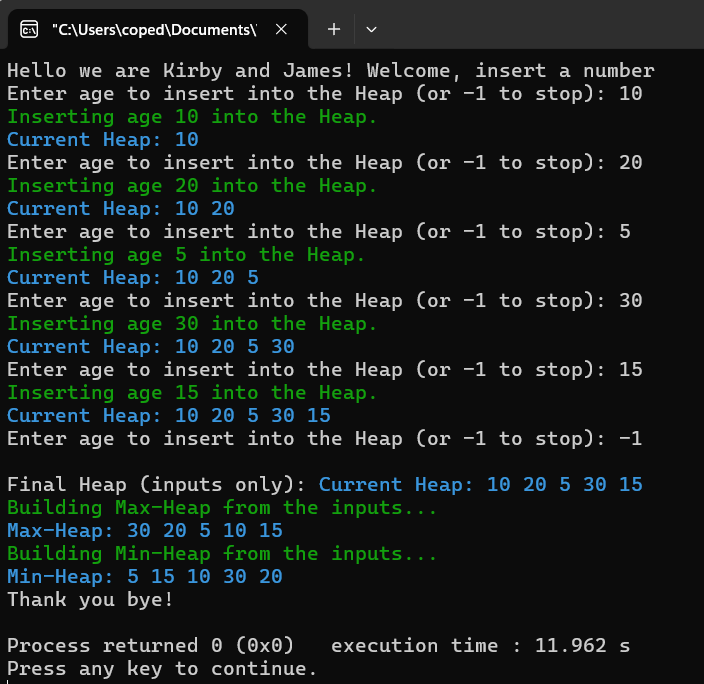 "C:\Users\coped\Documents\'
Hello we are Kirby and James! Welcome, insert a number
Enter age to insert into the Heap (or -1 to stop): 10
Inserting age 10 into the Heap.
Current Heap: 10
Enter age to insert into the Heap (or -1 to stop): 20
Inserting age 20 into the Heap.
Current Heap: 10 20
Enter age to insert into the Heap (or -1 to stop): 5
Inserting age 5 into the Heap.
Current Heap: 10 20 5
Enter age to insert into the Heap (or -1 to stop): 30
Inserting age 30 into the Heap.
Current Heap: 10 20 5 30
Enter age to insert into the Heap (or -1 to stop): 15
Inserting age 15 into the Heap.
Current Heap: 10 20 5 30 15
Enter age to insert into the Heap (or -1 to stop): -1
Final Heap (inputs only): Current Heap: 10 20 5 30 15
Building Max-Heap from the inputs...
Max-Heap: 30 20 5 10 15
Building Min-Heap from the inputs...
Min-Heap: 5 15 10 30 20
Thank you bye!
Process returned 0 (0x0)   execution time : 11.962 s
Press any key to continue.